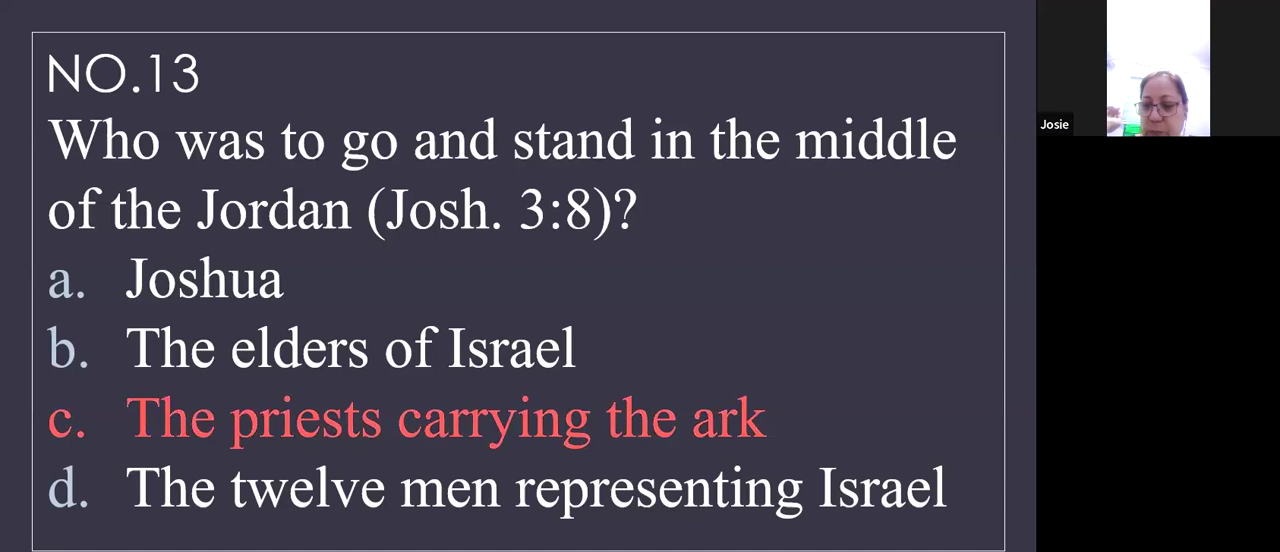 NO.13
Who was to go and stand in the middle
of the Jordan (Josh. 3:8)?
a. Joshua
b. The elders of Israel
c. The priests carrying the ark
d. The twelve men representing Israel
Josie